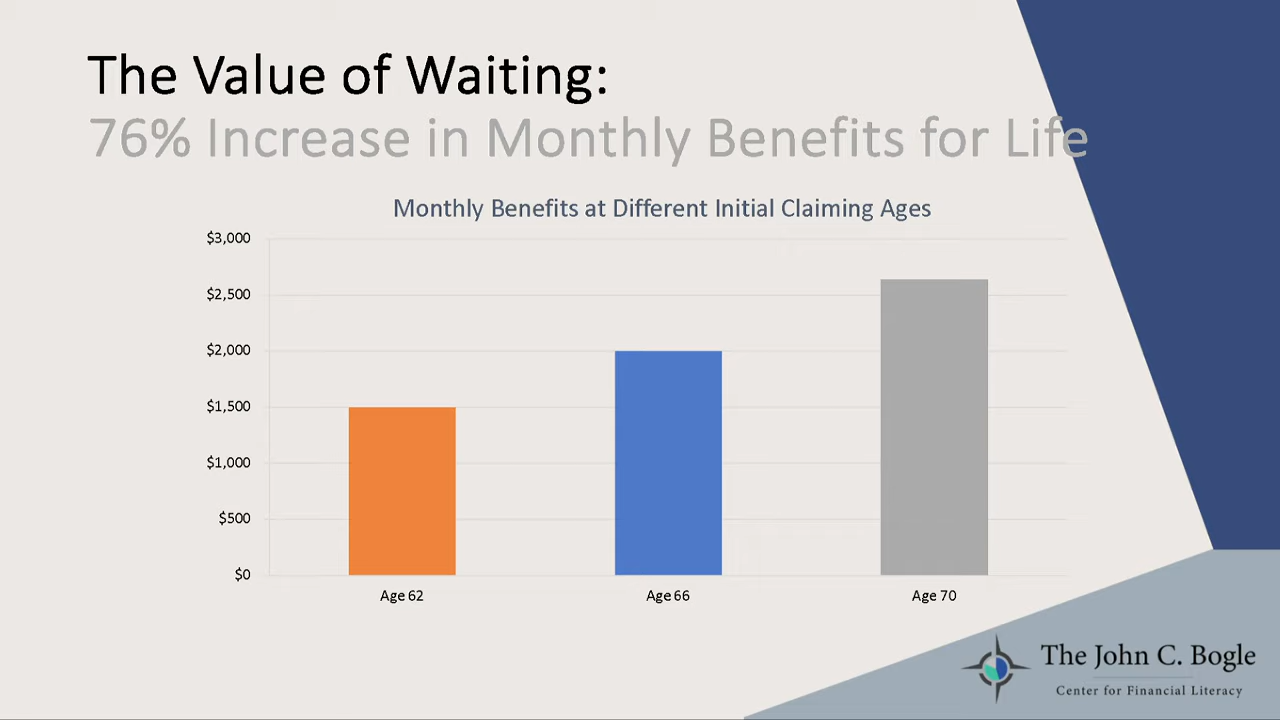 The Value of Waiting:
76% Increase in Monthly Benefits for Life
Monthly Benefits at Different Initial Claiming Ages
$3,000
$2,500
$2,000
$1,500
$1,000
$500
$0
Age 62
Age 66
Age 70
The John C. Bogle
Center for Financial Literacy